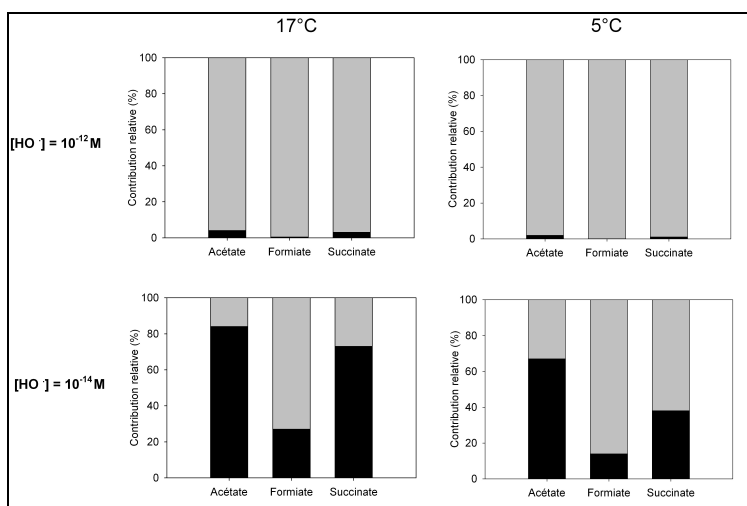 17°C
5°C
[HO ·] = 10⁻¹² M
Contribution relative (%)
100
80
60
40
20
0
Acétate Formiate Succinate
Contribution relative (%)
100
80
60
40
20
0
Acétate Formiate Succinate
[HO ·] = 10⁻¹⁴ M
Contribution relative (%)
100
80
60
40
20
0
Acétate Formiate Succinate
Contribution relative (%)
100
80
60
40
20
0
Acétate Formiate Succinate